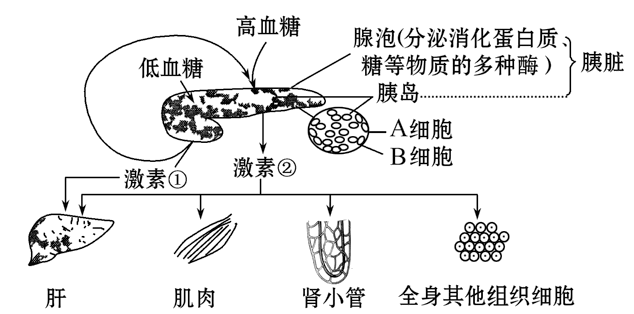 高血糖
低血糖
腺泡(分泌消化蛋白质、
糖等物质的多种酶)
胰岛
胰脏
A细胞
B细胞
激素①
激素②
肝
肌肉
肾小管
全身其他组织细胞